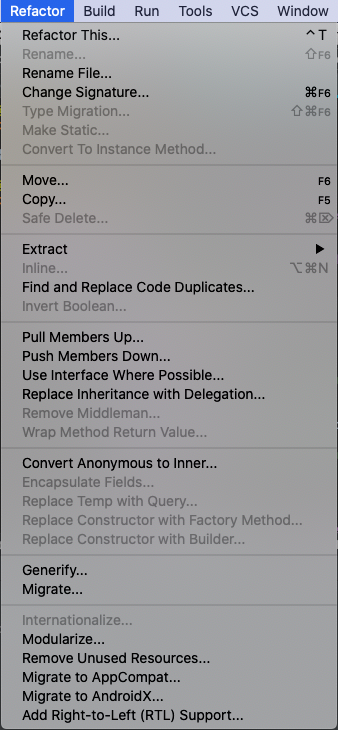 Refactor Build Run Tools VCS Window
Refactor This... ^T
Rename... ⇧F6
Rename File...
Change Signature... ⌘F6
Type Migration... ⇧⌘F6
Make Static...
Convert To Instance Method...
Move... F6
Copy... F5
Safe Delete... ⌘⌦
Extract ▶
Inline... ⌥⌘N
Find and Replace Code Duplicates...
Invert Boolean...
Pull Members Up...
Push Members Down...
Use Interface Where Possible...
Replace Inheritance with Delegation...
Remove Middleman...
Wrap Method Return Value...
Convert Anonymous to Inner...
Encapsulate Fields...
Replace Temp with Query...
Replace Constructor with Factory Method...
Replace Constructor with Builder...
Generify...
Migrate...
Internationalize...
Modularize...
Remove Unused Resources...
Migrate to AppCompat...
Migrate to AndroidX...
Add Right-to-Left (RTL) Support...